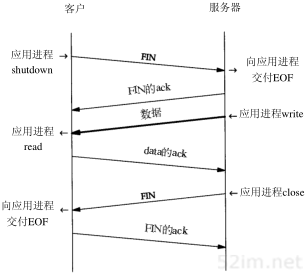 客户
服务器
应用进程
shutdown
FIN
向应用进程
交付EOF
FIN的ack
数据
应用进程write
应用进程
read
data的ack
应用进程close
FIN
向应用进程
交付EOF
FIN的ack
52im.net